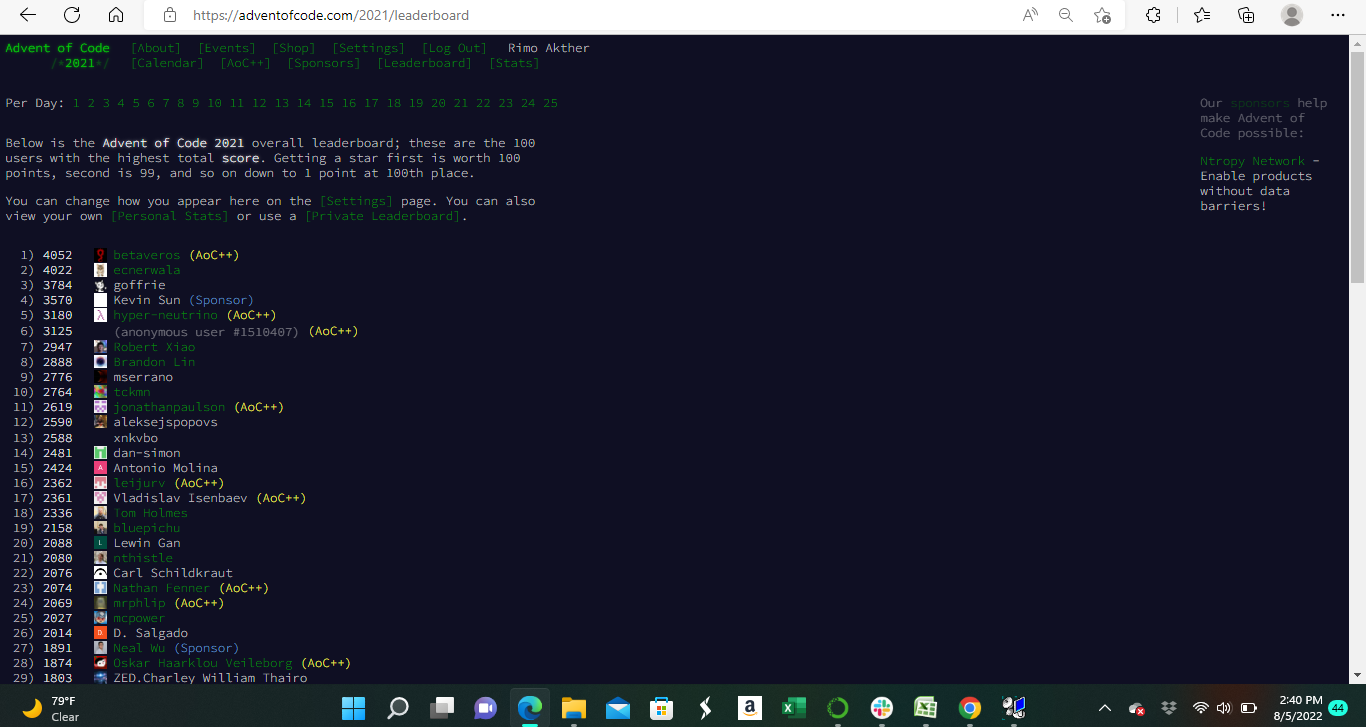 https://adventofcode.com/2021/leaderboard
Advent of Code [About] [Events] [Shop] [Settings] [Log Out] Rimo Akther
/*2021*/ [Calendar] [AoC++] [Sponsors] [Leaderboard] [Stats]
Per Day: 1 2 3 4 5 6 7 8 9 10 11 12 13 14 15 16 17 18 19 20 21 22 23 24 25
Our sponsors help
make Advent of
Code possible:
Ntropy Network -
Enable products
without data
barriers!
Below is the Advent of Code 2021 overall leaderboard; these are the 100
users with the highest total score. Getting a star first is worth 100
points, second is 99, and so on down to 1 point at 100th place.
You can change how you appear here on the [Settings] page. You can also
view your own [Personal Stats] or use a [Private Leaderboard].
1) 4052 betaveros (AoC++)
2) 4022 ecnerwala
3) 3784 goffrie
4) 3570 Kevin Sun (Sponsor)
5) 3180 hyper-neutrino (AoC++)
6) 3125 (anonymous user #1510407) (AoC++)
7) 2947 Robert Xiao
8) 2888 Brandon Lin
9) 2776 mserrano
10) 2764 tckmn
11) 2619 jonathanpaulson (AoC++)
12) 2590 aleksejspopovs
13) 2588 xnkvbo
14) 2481 dan-simon
15) 2424 Antonio Molina
16) 2362 leijurv (AoC++)
17) 2361 Vladislav Isenbaev (AoC++)
18) 2336 Tom Holmes
19) 2158 bluepichu
20) 2088 Lewin Gan
21) 2080 nthistle
22) 2076 Carl Schildkraut
23) 2074 Nathan Fenner (AoC++)
24) 2069 mrphlip (AoC++)
25) 2027 mcpower
26) 2014 D. Salgado
27) 1891 Neal Wu (Sponsor)
28) 1874 Oskar Haarklou Veileborg (AoC++)
29) 1803 ZED.Charley William Thairo
79°F
Clear
2:40 PM
8/5/2022
44